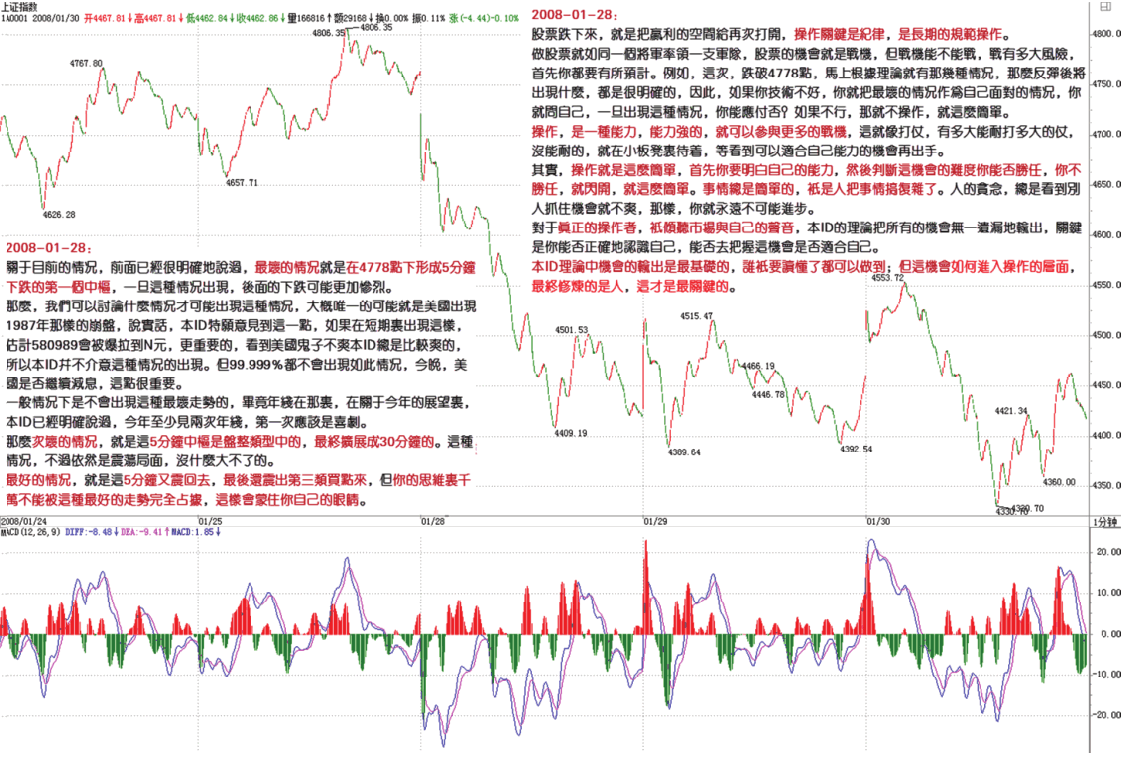 上证指数
1A0001 2008/01/30 开4467.81↓高4467.81↓低4462.84↓收4462.86↓量166816↑额29168↓换0.00% 振0.11% 涨(-4.44)-0.10%
4806.35
4806.35
4767.80
4657.71
4626.28
2008-01-28：
股票跌下來，就是把贏利的空間給再次打開，操作關鍵是紀律，是長期的規範操作。
做股票就如同一個將軍率領一支軍隊，股票的機會就是戰機，但戰機能不能戰，戰有多大風險，
首先你都要有所預計。例如，這次，跌破4778點，馬上根據理論就有那幾種情況，那麼反彈後將
出現什麼，都是很明確的，因此，如果你技術不好，你就把最壞的情況作爲自己面對的情況，你
就問自己，一旦出現這種情況，你能應付否？如果不行，那就不操作，就這麼簡單。
操作，是一種能力，能力強的，就可以參與更多的戰機，這就像打仗，有多大能耐打多大的仗，
沒能耐的，就在小板凳裏待着，等看到可以適合自己能力的機會再出手。
其實，操作就是這麼簡單，首先你要明白自己的能力，然後判斷這機會的難度你能否勝任，你不
勝任，就閃開，就這麼簡單。事情總是簡單的，衹是人把事情搞復雜了。人的貪念，總是看到別
人抓住機會就不爽，那樣，你就永遠不可能進步。
對于真正的操作者，衹傾聽市場與自己的聲音，本ID的理論把所有的機會無一遺漏地輸出，關鍵
是你能否正確地認識自己，能否去把握這機會是否適合自己。
本ID理論中機會的輸出是最基礎的，誰衹要讀懂了都可以做到；但這機會如何進入操作的層面，
最終修煉的是人，這才是最關鍵的。
2008-01-28：
關于目前的情況，前面已經很明確地說過，最壞的情況就是在4778點下形成5分鐘
下跌的第一個中樞，一旦這種情況出現，後面的下跌可能更加慘烈。
那麼，我們可以討論什麼情況才可能出現這種情況，大概唯一的可能就是美國出現
1987年那樣的崩盤，說實話，本ID特願意見到這一點，如果在短期裏出現這樣，
估計580989會被爆拉到N元，更重要的，看到美國鬼子不爽本ID總是比較爽的，
所以本ID并不介意這種情況的出現。但99.999%都不會出現如此情況，今晚，美
國是否繼續減息，這點很重要。
一般情況下是不會出現這種最壞走勢的，畢竟年綫在那裏，在關于今年的展望裏，
本ID已經明確說過，今年至少見兩次年綫，第一次應該是喜劇。
那麼次壞的情況，就是這5分鐘中樞是盤整類型中的，最終擴展成30分鐘的。這種
情況，不過依然是震蕩局面，沒什麼大不了的。
最好的情況，就是這5分鐘又震回去，最後還震出第三類買點來，但你的思維裏千
萬不能被這種最好的走勢完全占據，這樣會蒙住你自己的眼睛。
4501.53
4409.19
4515.47
4309.64
4466.19
4446.78
4392.54
4553.72
4421.34
4360.00
4330.70
4330.70
4800.00
4750.00
4700.00
4650.00
4600.00
4550.00
4500.00
4450.00
4400.00
4350.00
2008/01/24 01/25 01/28 01/29 01/30 1分钟
MACD(12,26,9) DIFF:-8.48↓DEA:-9.41↑MACD:1.85↓
20.00
10.00
0.00
-10.00
-20.00